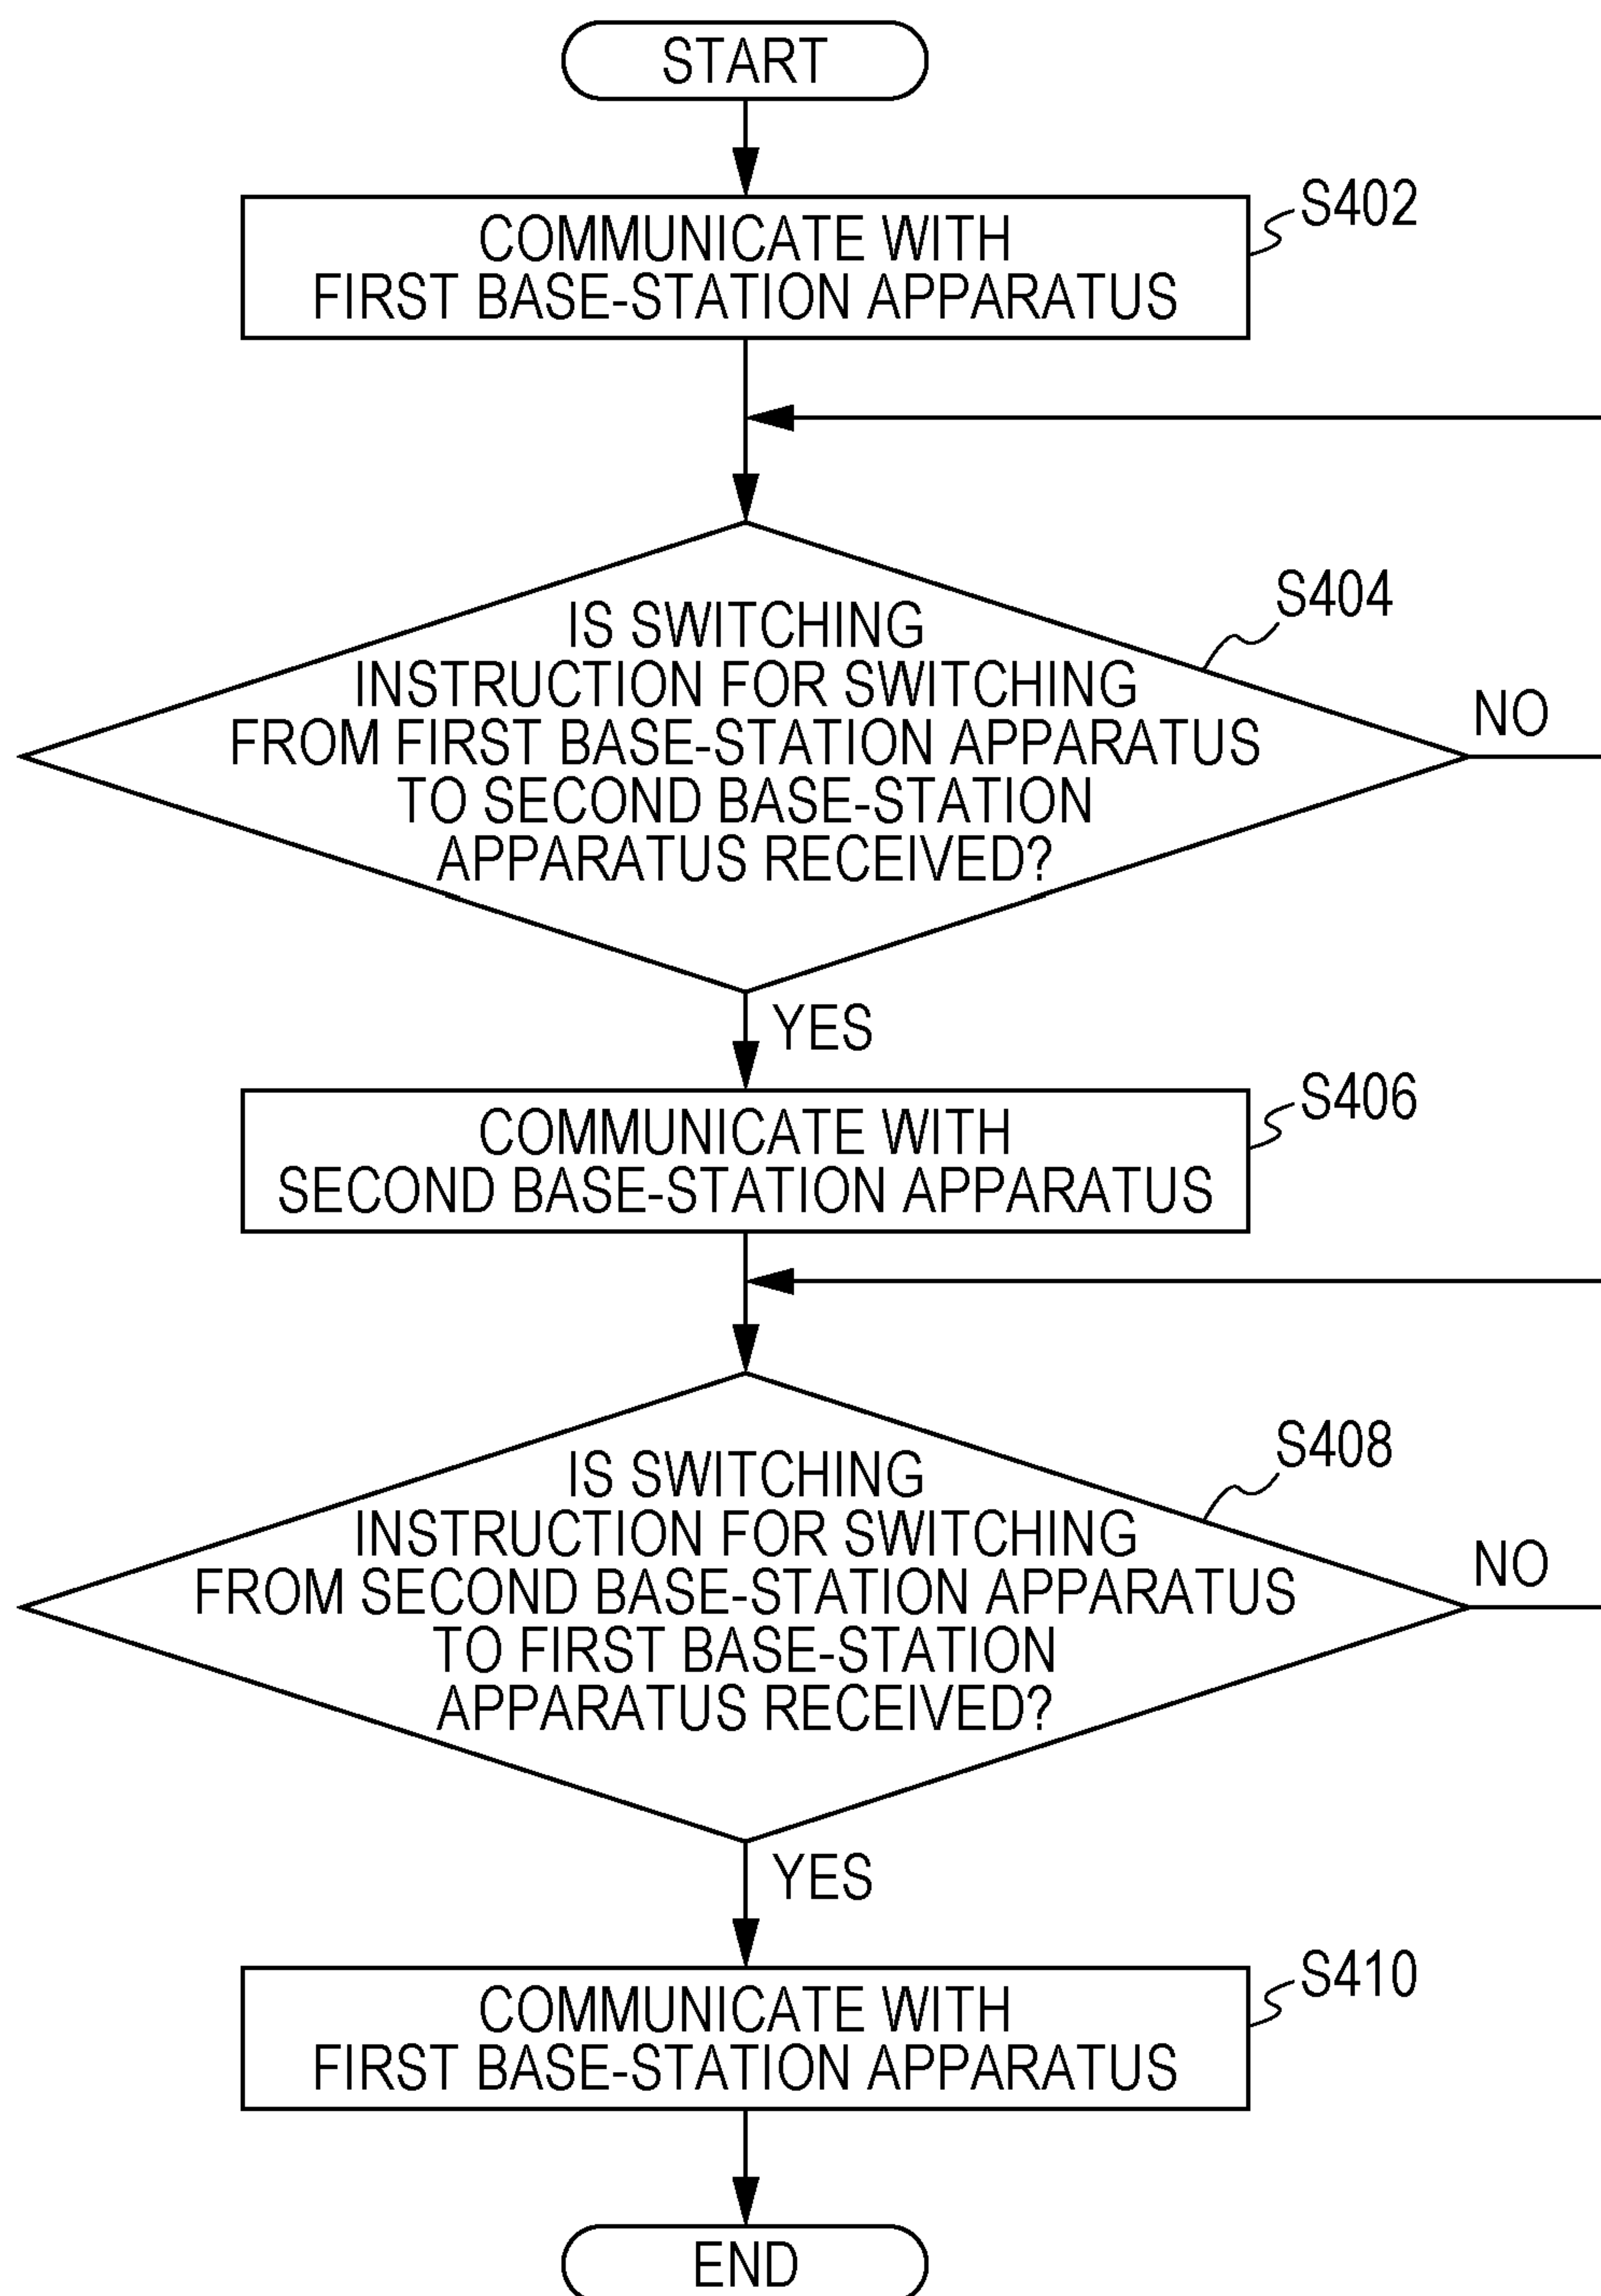 START
COMMUNICATE WITH
FIRST BASE-STATION APPARATUS
S402
IS SWITCHING
INSTRUCTION FOR SWITCHING
FROM FIRST BASE-STATION APPARATUS
TO SECOND BASE-STATION
APPARATUS RECEIVED?
S404
NO
YES
COMMUNICATE WITH
SECOND BASE-STATION APPARATUS
S406
IS SWITCHING
INSTRUCTION FOR SWITCHING
FROM SECOND BASE-STATION APPARATUS
TO FIRST BASE-STATION
APPARATUS RECEIVED?
S408
NO
YES
COMMUNICATE WITH
FIRST BASE-STATION APPARATUS
S410
END